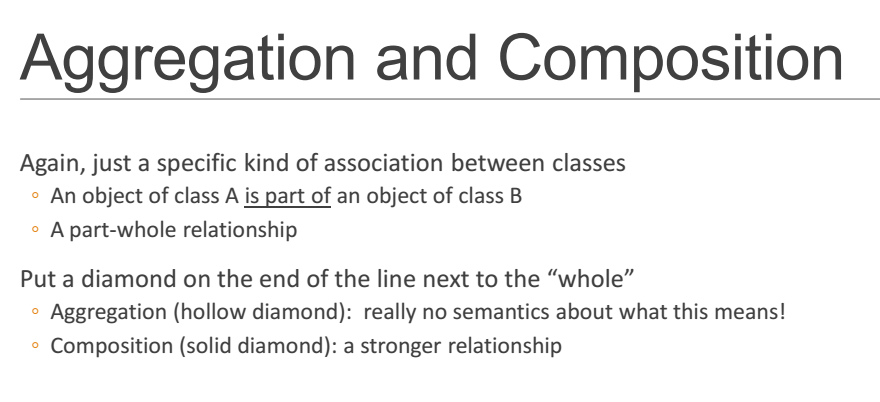 Aggregation and Composition
Again, just a specific kind of association between classes
◦ An object of class A is part of an object of class B
◦ A part-whole relationship
Put a diamond on the end of the line next to the “whole”
◦ Aggregation (hollow diamond):  really no semantics about what this means!
◦ Composition (solid diamond): a stronger relationship